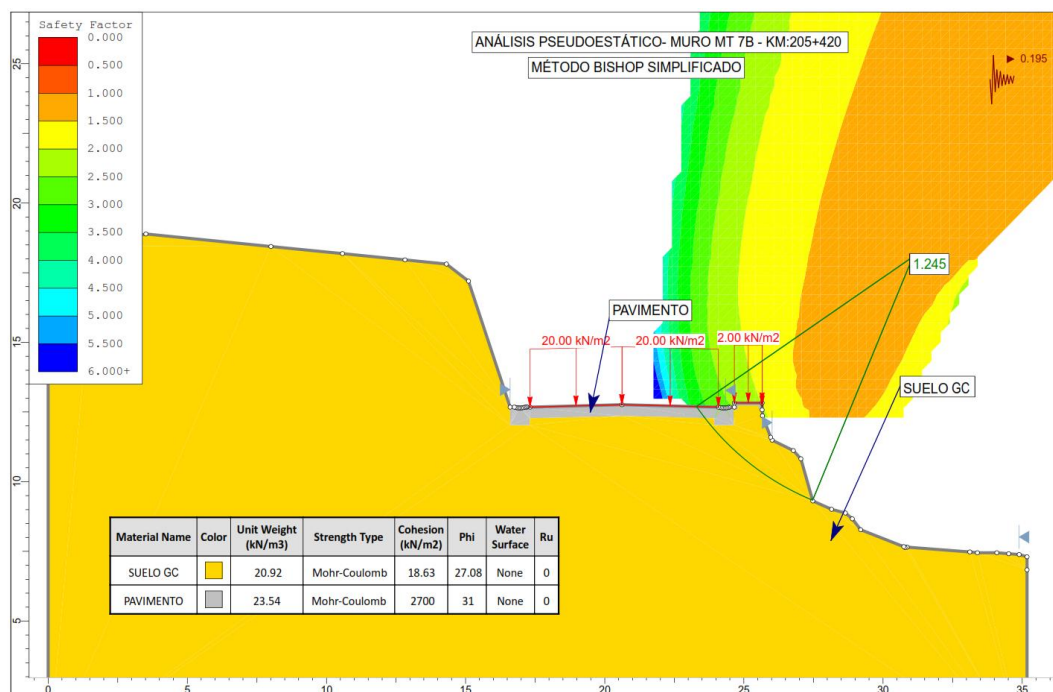 Safety Factor
0.000
0.500
1.000
1.500
2.000
2.500
3.000
3.500
4.000
4.500
5.000
5.500
6.000+
ANÁLISIS PSEUDOESTÁTICO- MURO MT 7B - KM:205+420
MÉTODO BISHOP SIMPLIFICADO
0.195
1.245
PAVIMENTO
20.00 kN/m2
20.00 kN/m2
2.00 kN/m2
SUELO GC
Material Name Color Unit Weight (kN/m3) Strength Type Cohesion (kN/m2) Phi Water Surface Ru
SUELO GC 20.92 Mohr-Coulomb 18.63 27.08 None 0
PAVIMENTO 23.54 Mohr-Coulomb 2700 31 None 0
25
20
15
10
5
0 5 10 15 20 25 30 35